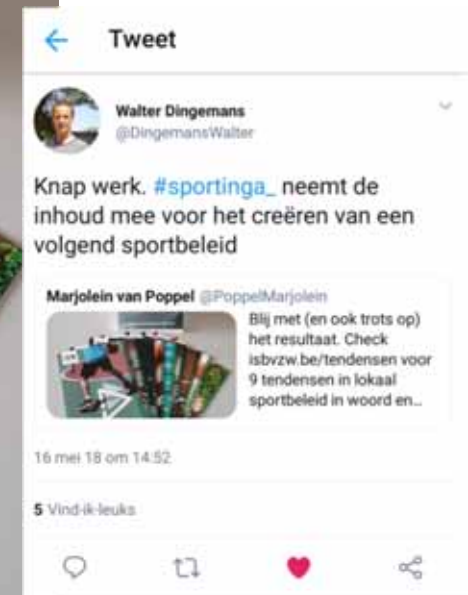 Tweet
Walter Dingemans
@DingemansWalter
Knap werk. #sportinga_ neemt de
inhoud mee voor het creëren van een
volgend sportbeleid
Marjolein van Poppel @PoppelMarjolein
Blij met (en ook trots op)
het resultaat. Check
isbvzw.be/tendensen voor
9 tendensen in lokaal
sportbeleid in woord en...
16 mei 18 om 14:52
5 Vind-ik-leuks